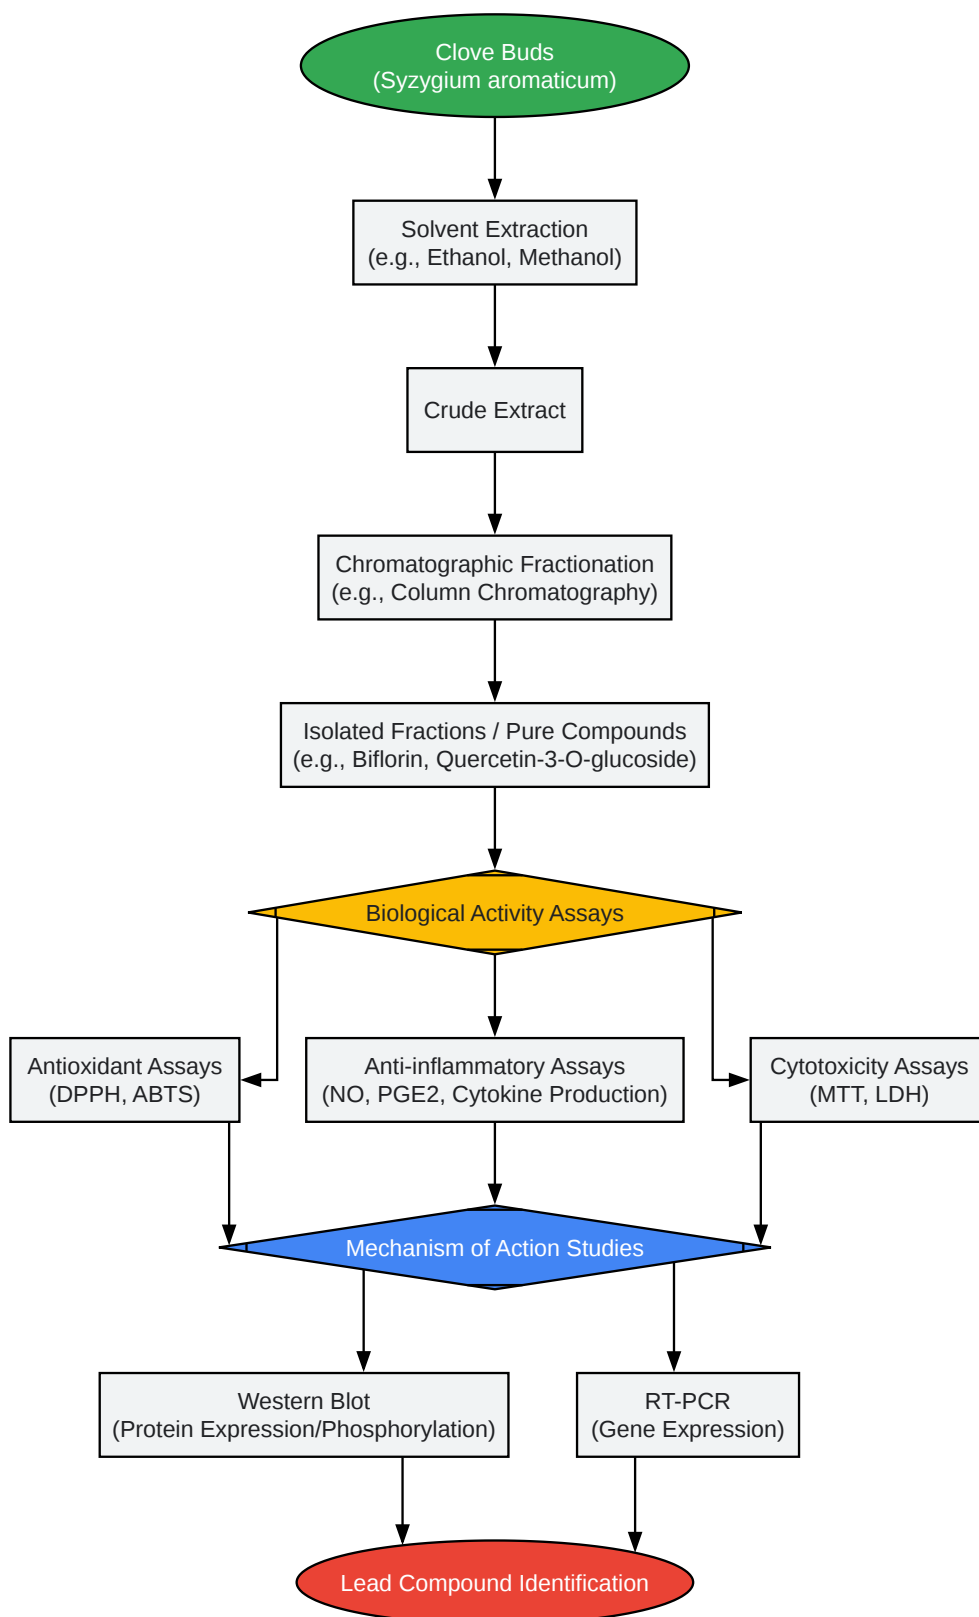 Clove Buds
(Syzygium aromaticum)
Solvent Extraction
(e.g., Ethanol, Methanol)
Crude Extract
Chromatographic Fractionation
(e.g., Column Chromatography)
Isolated Fractions / Pure Compounds
(e.g., Biflorin, Quercetin-3-O-glucoside)
Biological Activity Assays
Antioxidant Assays
(DPPH, ABTS)
Anti-inflammatory Assays
(NO, PGE2, Cytokine Production)
Cytotoxicity Assays
(MTT, LDH)
Mechanism of Action Studies
Western Blot
(Protein Expression/Phosphorylation)
RT-PCR
(Gene Expression)
Lead Compound Identification